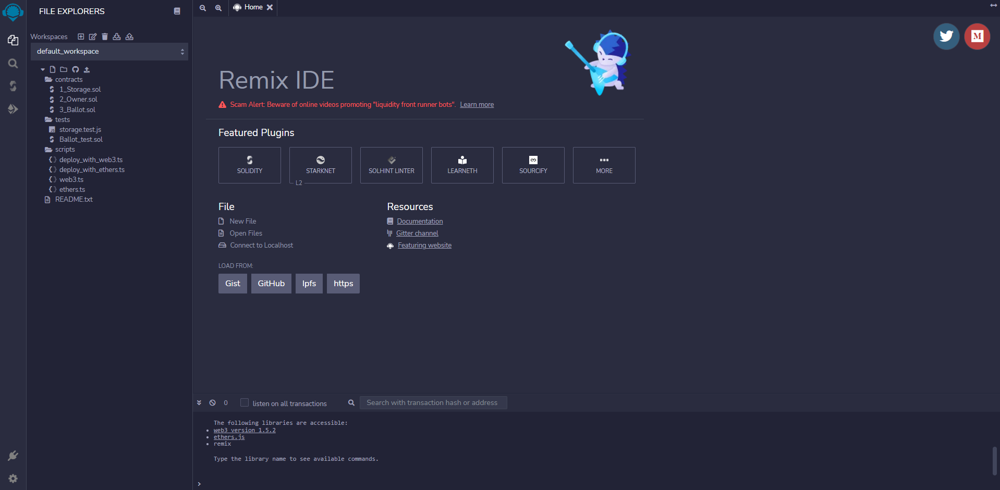 FILE EXPLORERS
Workspaces
default_workspace
contracts
1_Storage.sol
2_Owner.sol
3_Ballot.sol
tests
JS
storage.test.js
Ballot_test.sol
scripts
deploy_with_web3.ts
deploy_with_ethers.ts
web3.ts
ethers.ts
README.txt
Home
M
Remix IDE
Scam Alert: Beware of online videos promoting "liquidity front runner bots". Learn more
Featured Plugins
SOLIDITY
STARKNET
L2
SOLHINT LINTER
LEARNETH
SOURCIFY
MORE
File
New File
Open Files
Connect to Localhost
LOAD FROM:
Gist GitHub Ipfs https
Resources
Documentation
Gitter channel
Featuring website
0 listen on all transactions Search with transaction hash or address
The following libraries are accessible:
• web3 version 1.5.2
• ethers.js
• remix
Type the library name to see available commands.
>